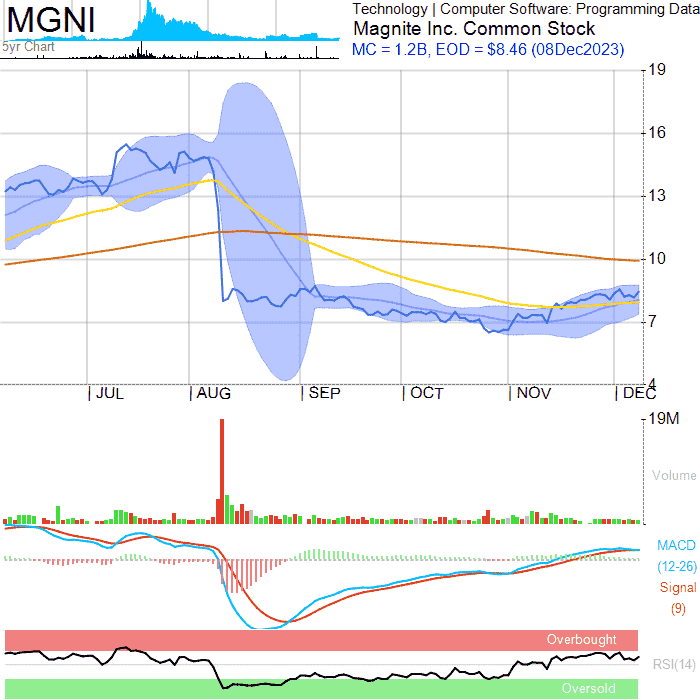 MGNI
5yr Chart
Technology | Computer Software: Programming Data
Magnite Inc. Common Stock
MC = 1.2B, EOD = $8.46 (08Dec2023)
19
16
13
10
7
4
JUL
AUG
SEP
OCT
NOV
DEC
19M
Volume
MACD
(12-26)
Signal
(9)
Overbought
RSI(14)
Oversold